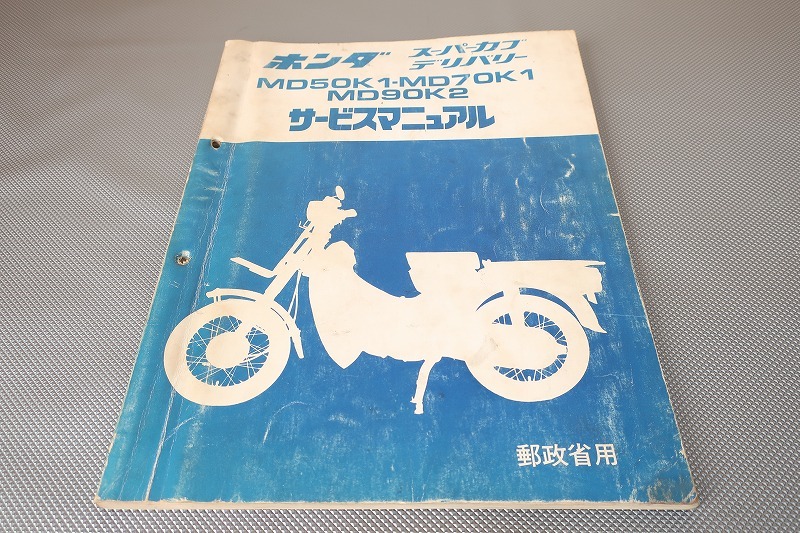 ホンダ スーパーカブ
デリバリー
MD50K1・MD70K1
MD90K2
サービスマニュアル
郵政省用